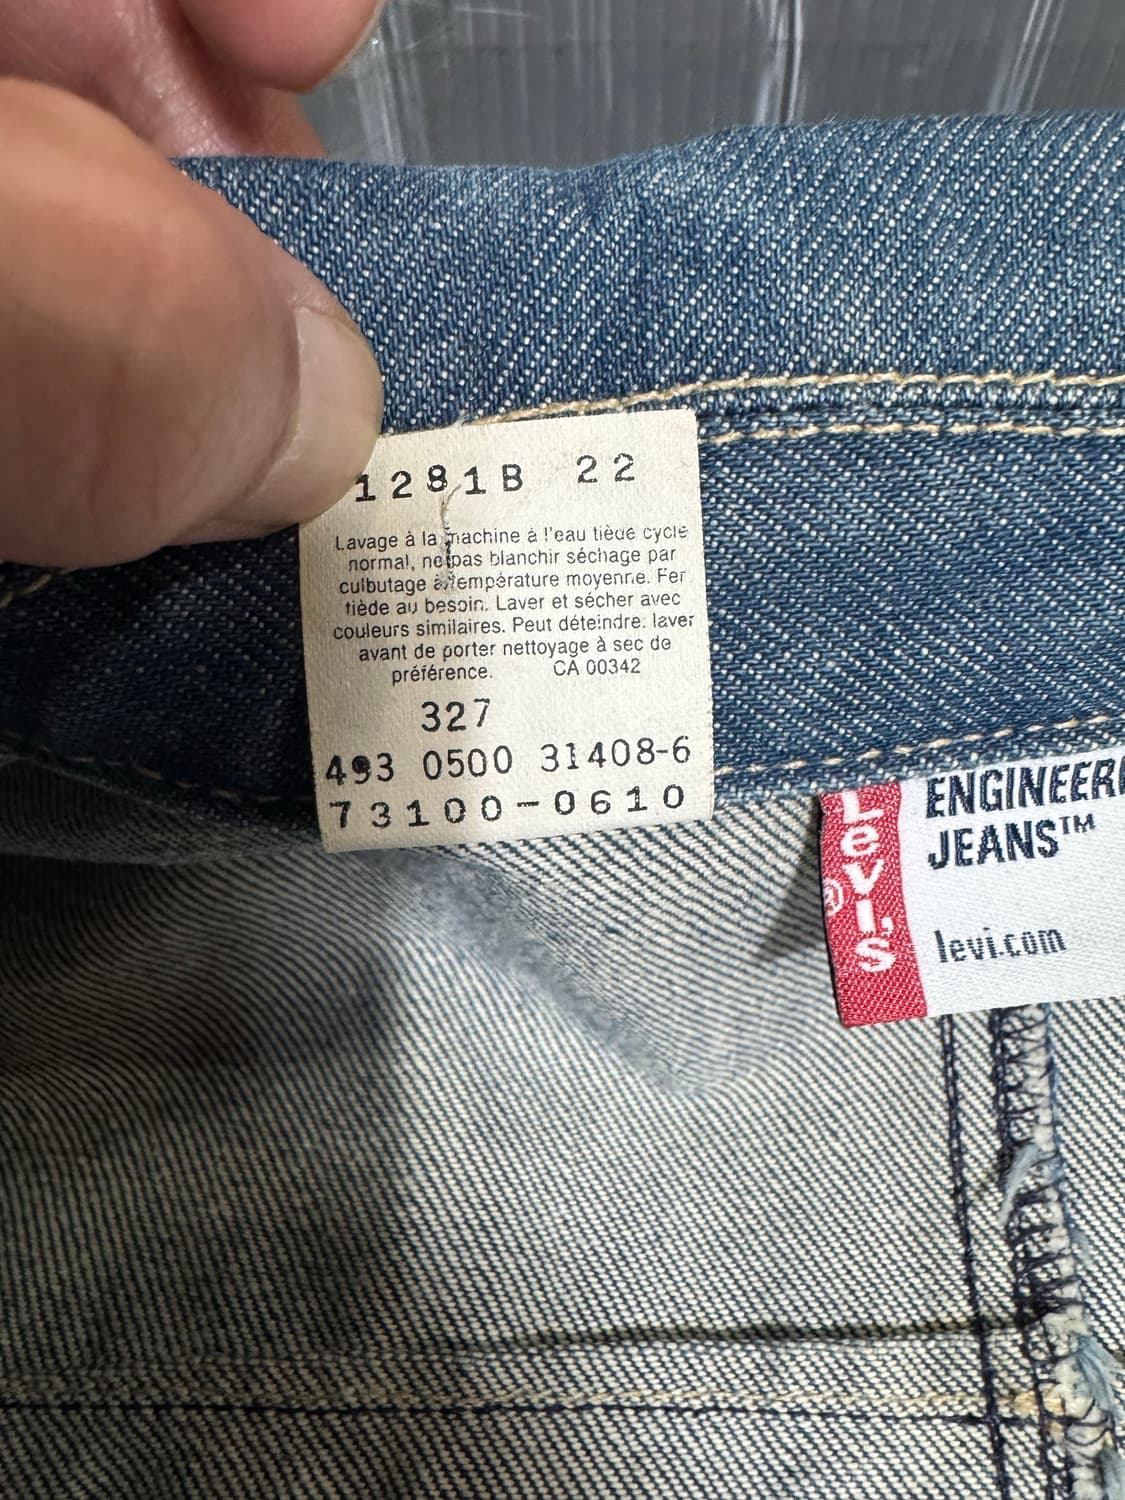 1281B 22
Lavage à la machine à l'eau tiède cycle
normal, ne pas blanchir séchage par
culbutage à température moyenne. Fer
tiède au besoin. Laver et sécher avec
couleurs similaires. Peut déteindre: laver
avant de porter nettoyage à sec de
préférence. CA 00342
327
493 0500 31408-6
73100-0610
Levi's
®
JEANS™
levi.com